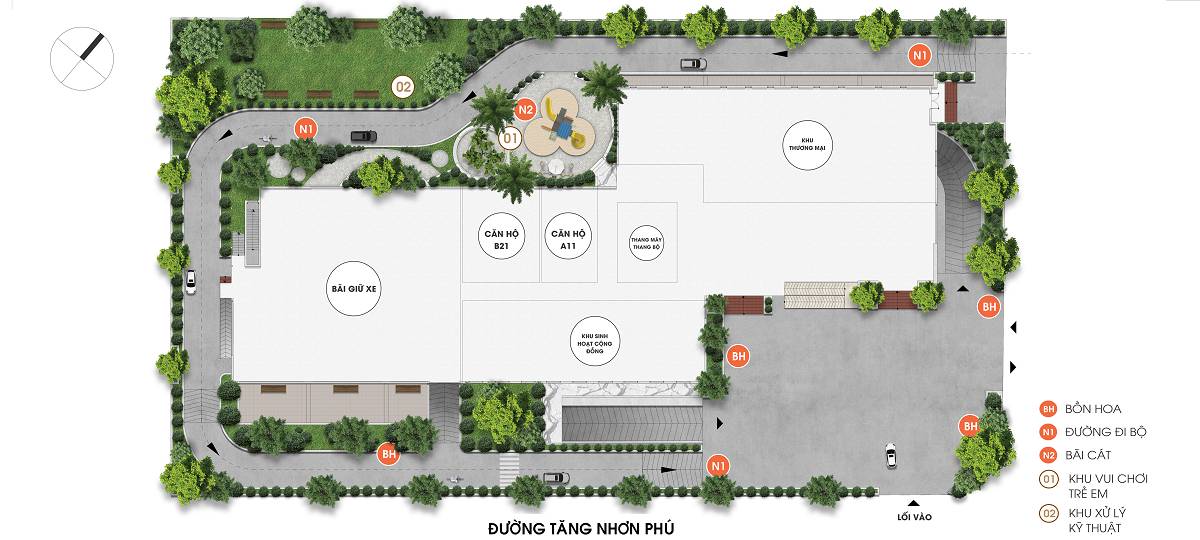 N1
02
N2
N1
01
KHU
THƯƠNG MẠI
CĂN HỘ
B21
CĂN HỘ
A11
THANG MÁY
THANG BỘ
BÃI GIỮ XE
BH
KHU SINH
HOẠT CỘNG
ĐỒNG
BH
BH
BH
N1
LỐI VÀO
ĐƯỜNG TĂNG NHƠN PHÚ
BH BỒN HOA
N1 ĐƯỜNG ĐI BỘ
N2 BÃI CÁT
01 KHU VUI CHƠI
TRẺ EM
02 KHU XỬ LÝ
KỸ THUẬT